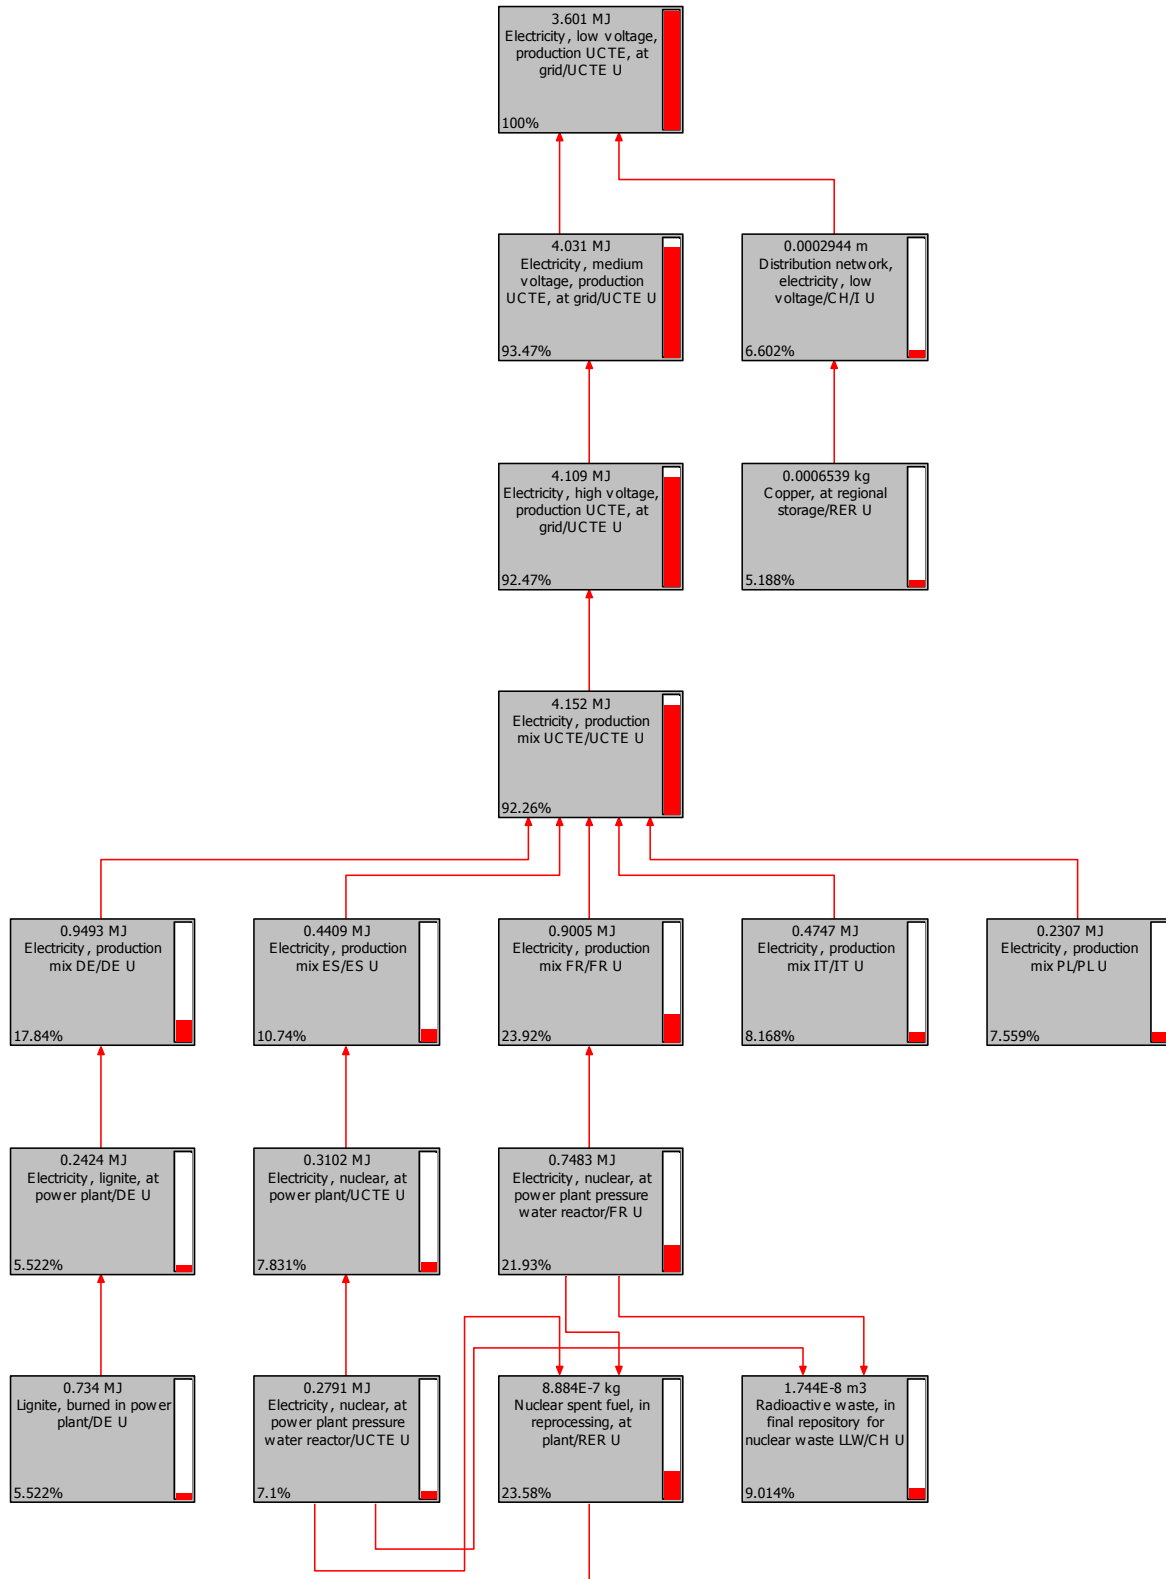 3.601 MJ
Electricity, low voltage,
production UCTE, at
grid/UCTE U
100%
4.031 MJ
Electricity, medium
voltage, production
UCTE, at grid/UCTE U
93.47%
0.0002944 m
Distribution network,
electricity, low
voltage/CH/I U
6.602%
4.109 MJ
Electricity, high voltage,
production UCTE, at
grid/UCTE U
92.47%
0.0006539 kg
Copper, at regional
storage/RER U
5.188%
4.152 MJ
Electricity, production
mix UCTE/UCTE U
92.26%
0.9493 MJ
Electricity, production
mix DE/DE U
17.84%
0.4409 MJ
Electricity, production
mix ES/ES U
10.74%
0.9005 MJ
Electricity, production
mix FR/FR U
23.92%
0.4747 MJ
Electricity, production
mix IT/IT U
8.168%
0.2307 MJ
Electricity, production
mix PL/PL U
7.559%
0.2424 MJ
Electricity, lignite, at
power plant/DE U
5.522%
0.3102 MJ
Electricity, nuclear, at
power plant/UCTE U
7.831%
0.7483 MJ
Electricity, nuclear, at
power plant pressure
water reactor/FR U
21.93%
0.734 MJ
Lignite, burned in power
plant/DE U
5.522%
0.2791 MJ
Electricity, nuclear, at
power plant pressure
water reactor/UCTE U
7.1%
8.884E-7 kg
Nuclear spent fuel, in
reprocessing, at
plant/RER U
23.58%
1.744E-8 m3
Radioactive waste, in
final repository for
nuclear waste LLW/CH U
9.014%